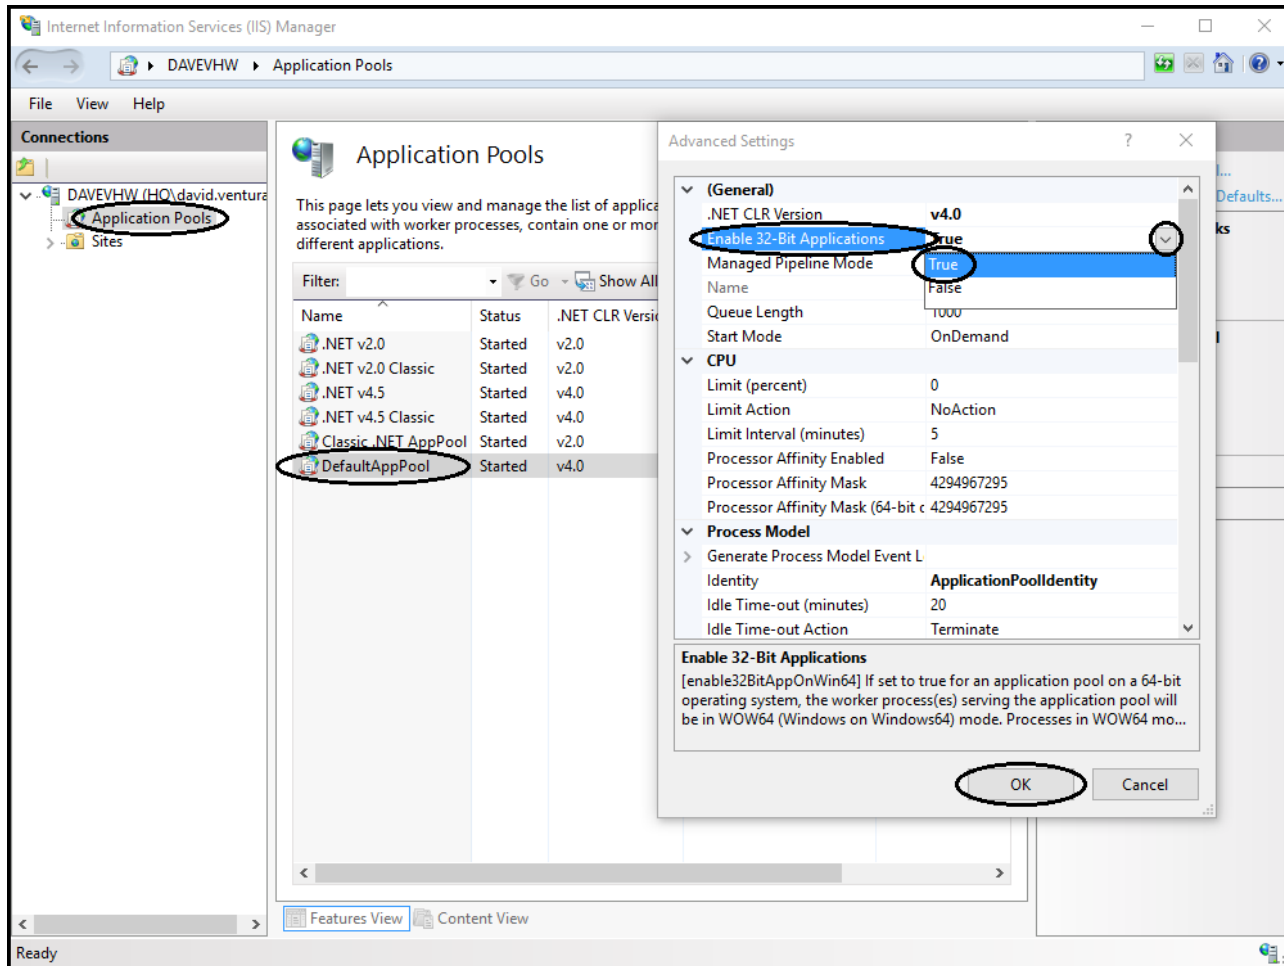 Internet Information Services (IIS) Manager
DAVEVHW Application Pools
File View Help
Connections
DAVEVHW (HQ\david.ventura
Application Pools
Sites
Application Pools
This page lets you view and manage the list of applica
associated with worker processes, contain one or mor
different applications.
Filter: Go Show All
Name Status .NET CLR Versio
.NET v2.0 Started v2.0
.NET v2.0 Classic Started v2.0
.NET v4.5 Started v4.0
.NET v4.5 Classic Started v4.0
Classic .NET AppPool Started v2.0
DefaultAppPool Started v4.0
Features View Content View
Advanced Settings
(General)
.NET CLR Version v4.0
Enable 32-Bit Applications True
Managed Pipeline Mode True
Name False
Queue Length 1000
Start Mode OnDemand
CPU
Limit (percent) 0
Limit Action NoAction
Limit Interval (minutes) 5
Processor Affinity Enabled False
Processor Affinity Mask 4294967295
Processor Affinity Mask (64-bit c 4294967295
Process Model
Generate Process Model Event L
Identity ApplicationPoolIdentity
Idle Time-out (minutes) 20
Idle Time-out Action Terminate
Enable 32-Bit Applications
[enable32BitAppOnWin64] If set to true for an application pool on a 64-bit
operating system, the worker process(es) serving the application pool will
be in WOW64 (Windows on Windows64) mode. Processes in WOW64 mo...
OK Cancel
Defaults...
ks
Ready